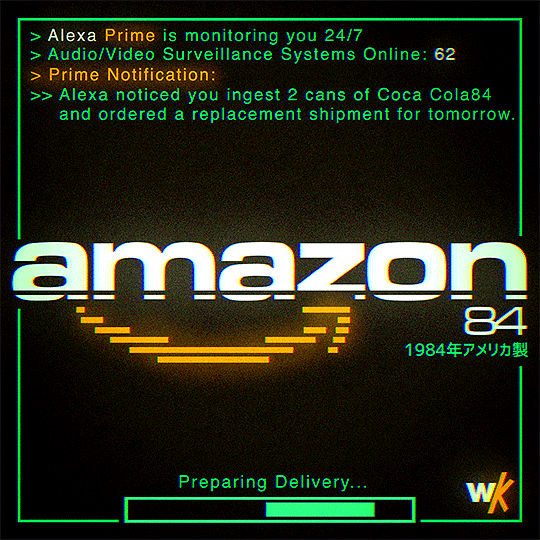 > Alexa Prime is monitoring you 24/7
> Audio/Video Surveillance Systems Online: 62
> Prime Notification:
>> Alexa noticed you ingest 2 cans of Coca Cola84
and ordered a replacement shipment for tomorrow.
amazon
84
1984年アメリカ製
Preparing Delivery...
WK